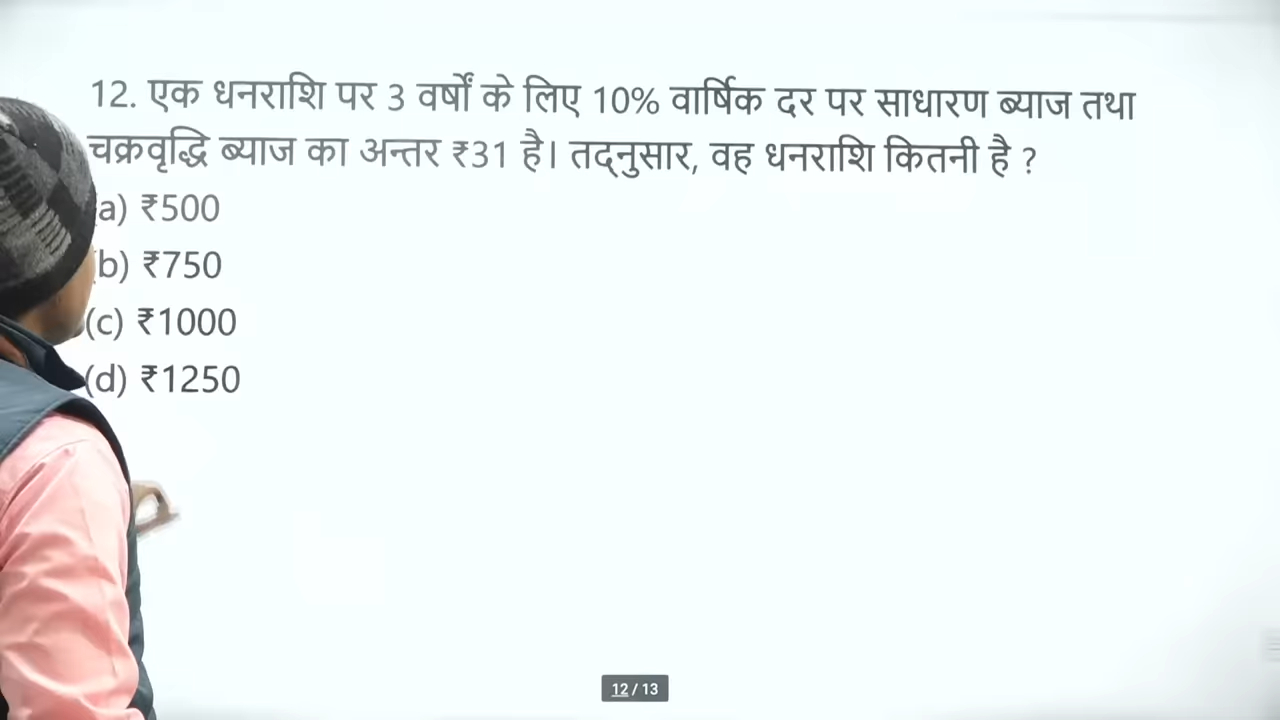 12. एक धनराशि पर 3 वर्षों के लिए 10% वार्षिक दर पर साधारण ब्याज तथा
चक्रवृद्धि ब्याज का अन्तर ₹31 है। तद्नुसार, वह धनराशि कितनी है ?
a) ₹500
b) ₹750
(c) ₹1000
(d) ₹1250
12 / 13